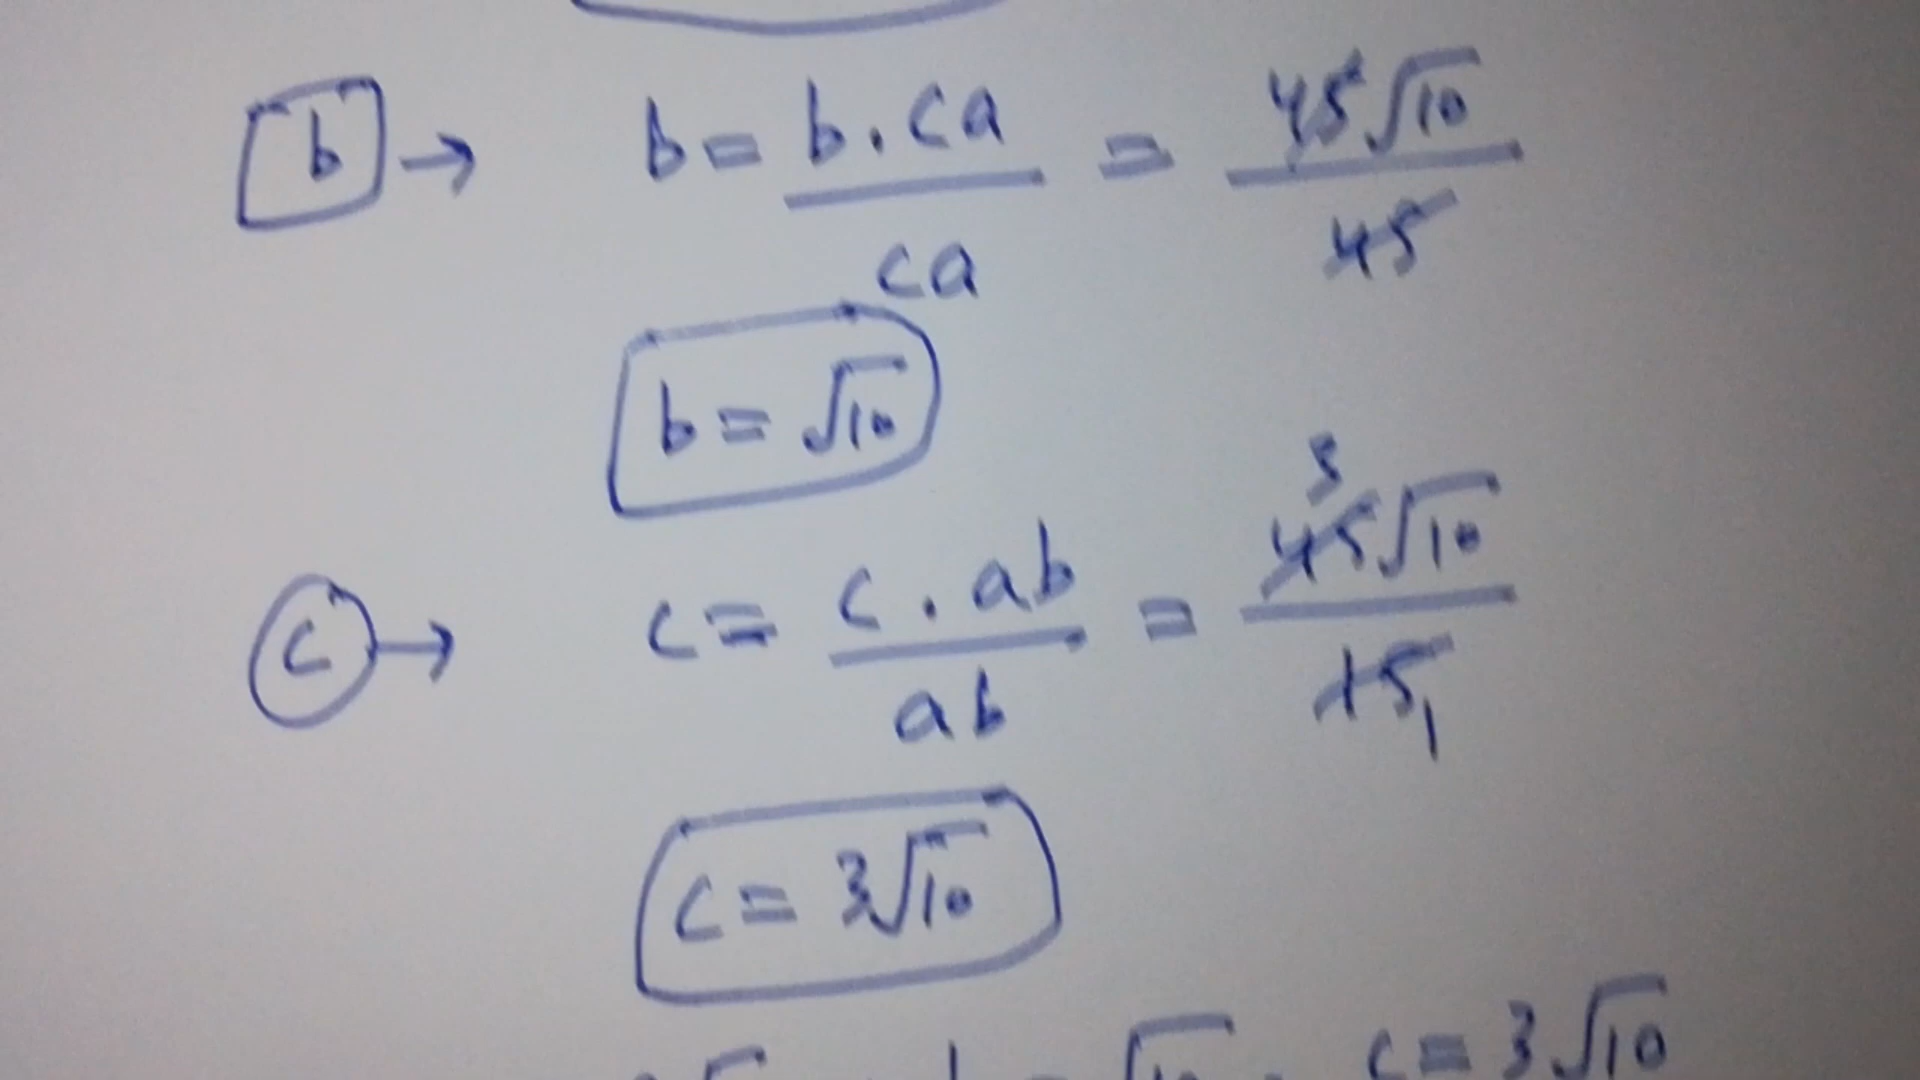 b → b = b . ca / ca = 45√10 / 45
b = √10
c → c = c . ab / ab = 45√10 / 15 3 1
c = 3√10
c = 3√10